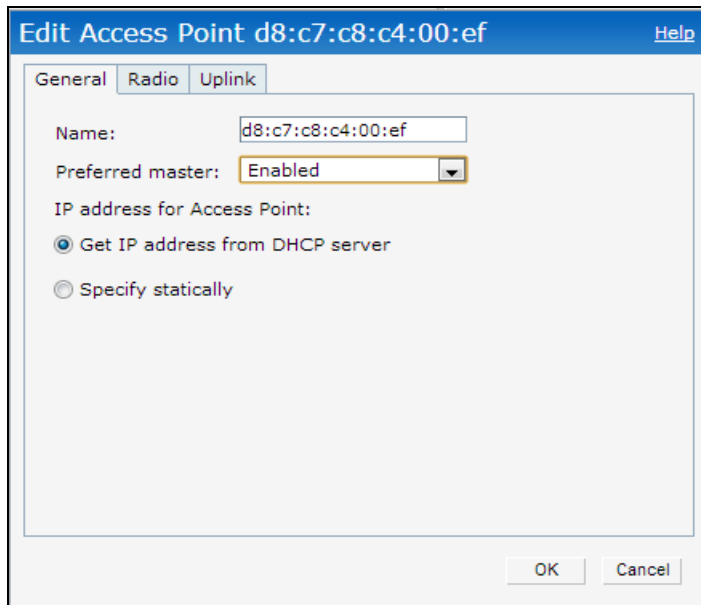 Edit Access Point d8:c7:c8:c4:00:ef Help
General Radio Uplink
Name: d8:c7:c8:c4:00:ef
Preferred master: Enabled
IP address for Access Point:
Get IP address from DHCP server
Specify statically
OK Cancel